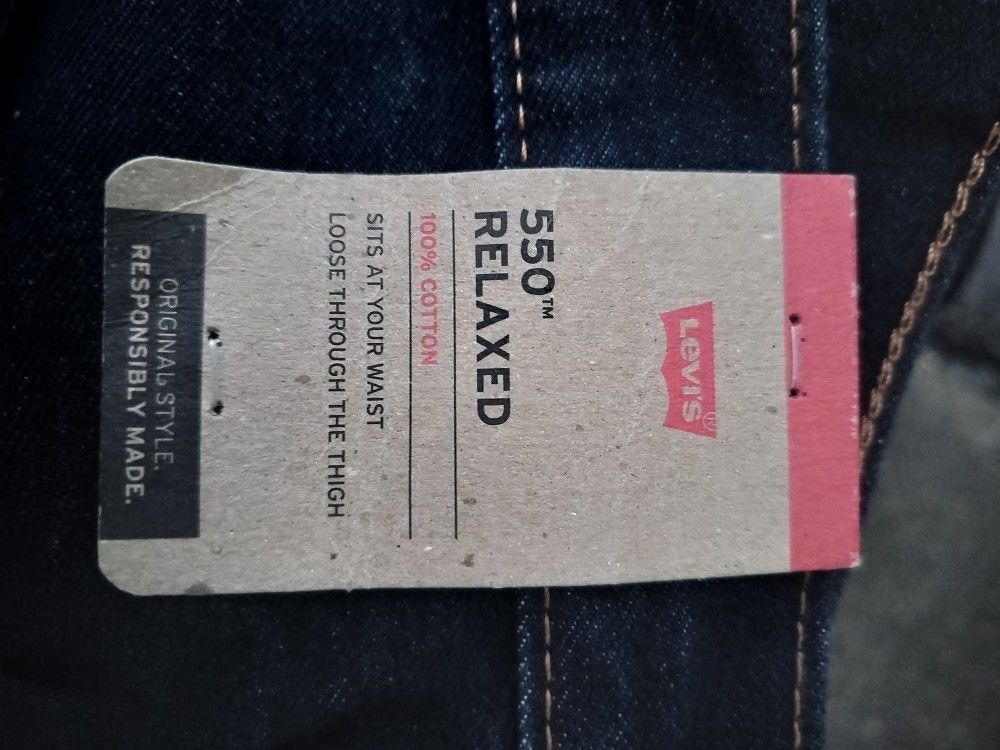 Levi's
550™
RELAXED
100% COTTON
SITS AT YOUR WAIST
LOOSE THROUGH THE THIGH
ORIGINAL STYLE.
RESPONSIBLY MADE.